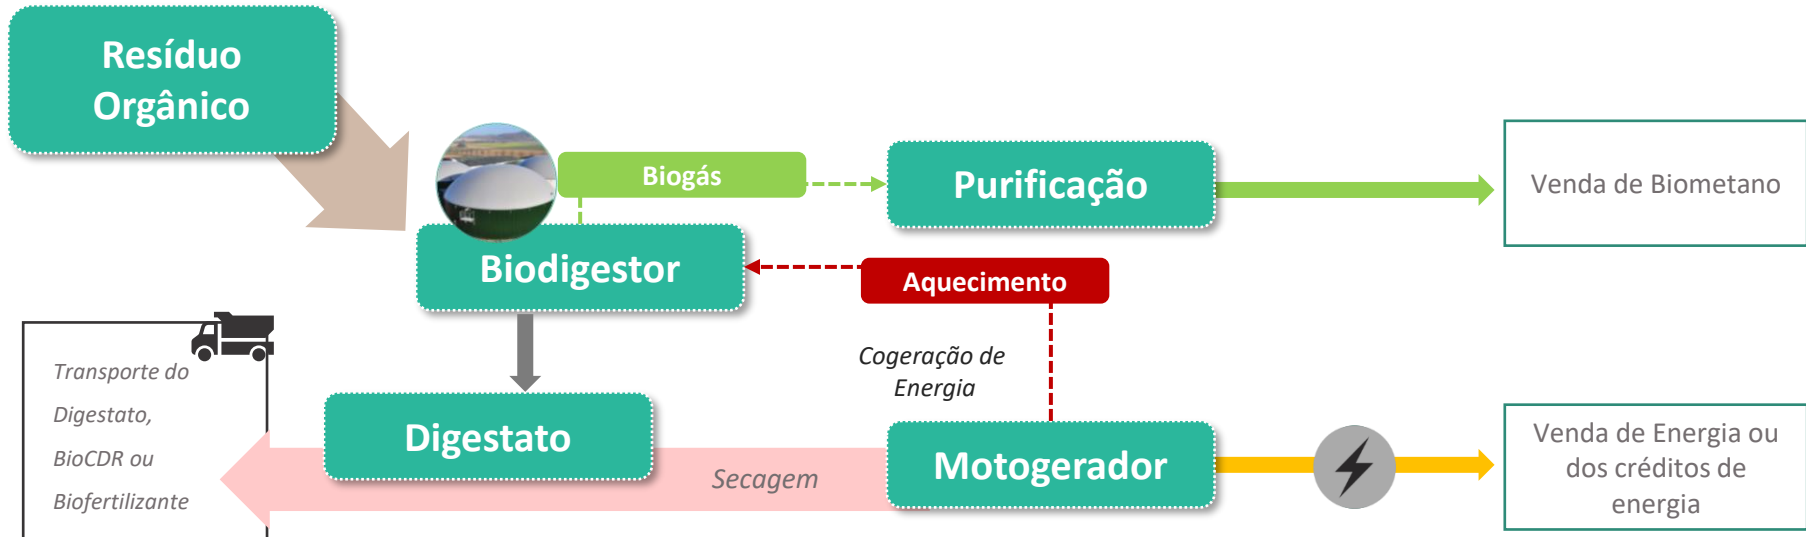 Resíduo
Orgânico
Biogás
Purificação
Venda de Biometano
Biodigestor
Aquecimento
Cogeração de
Energia
Transporte do
Digestato,
BioCDR ou
Biofertilizante
Digestato
Secagem
Motogerador
Venda de Energia ou
dos créditos de
energia